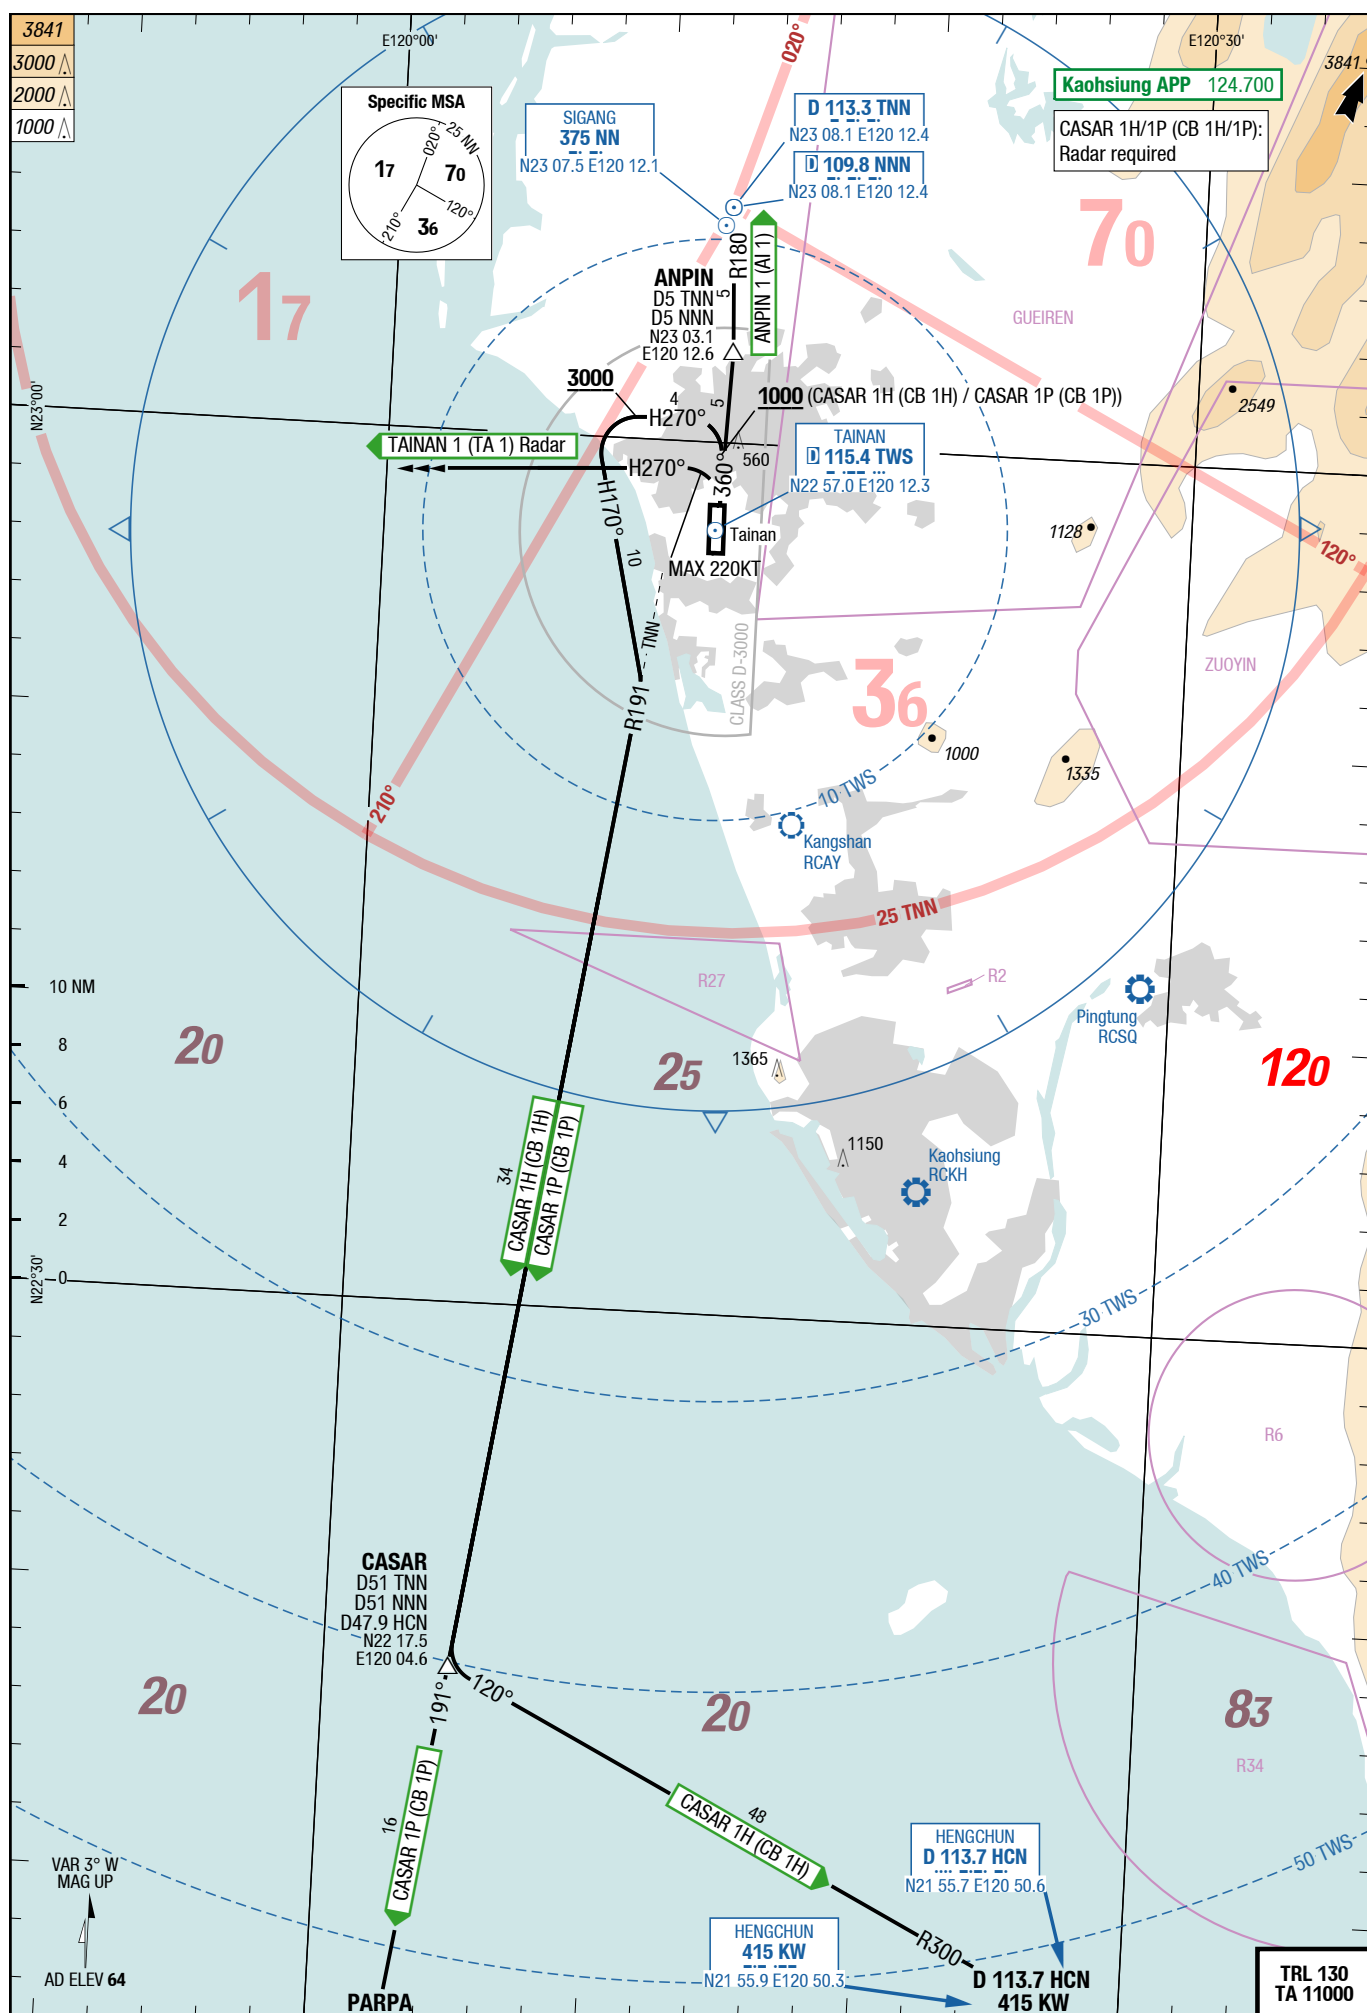 3841
3000
2000
1000
E120°00'
E120°30'
3841
Specific MSA
020°
25 NN
17
70
120°
210°
36
SIGANG
375 NN
N23 07.5 E120 12.1
020°
D 113.3 TNN
N23 08.1 E120 12.4
D 109.8 NNN
N23 08.1 E120 12.4
Kaohsiung APP 124.700
CASAR 1H/1P (CB 1H/1P):
Radar required
17
70
GUEIREN
R180
5
ANPIN 1 (AI 1)
ANPIN
D5 TNN
D5 NNN
N23 03.1
E120 12.6
3000
4
H270°
5
1000 (CASAR 1H (CB 1H) / CASAR 1P (CB 1P))
2549
N23°00'
TAINAN 1 (TA 1) Radar
H270°
360°
560
TAINAN
D 115.4 TWS
N22 57.0 E120 12.3
H170°
10
Tainan
MAX 220KT
1128
120°
TNN
CLASS D-3000
R191
36
ZUOYIN
1000
1335
210°
10 TWS
Kangshan
RCAY
25 TNN
R27
R2
10 NM
8
6
4
2
0
N22°30'
20
25
Pingtung
RCSQ
120
1365
1150
Kaohsiung
RCKH
34
CASAR 1H (CB 1H)
CASAR 1P (CB 1P)
30 TWS
R6
40 TWS
CASAR
D51 TNN
D51 NNN
D47.9 HCN
N22 17.5
E120 04.6
20
191°
120°
20
83
R34
16
CASAR 1P (CB 1P)
48
CASAR 1H (CB 1H)
50 TWS
VAR 3° W
MAG UP
AD ELEV 64
HENGCHUN
D 113.7 HCN
N21 55.7 E120 50.6
HENGCHUN
415 KW
N21 55.9 E120 50.3
R300
D 113.7 HCN
415 KW
PARPA
TRL 130
TA 11000